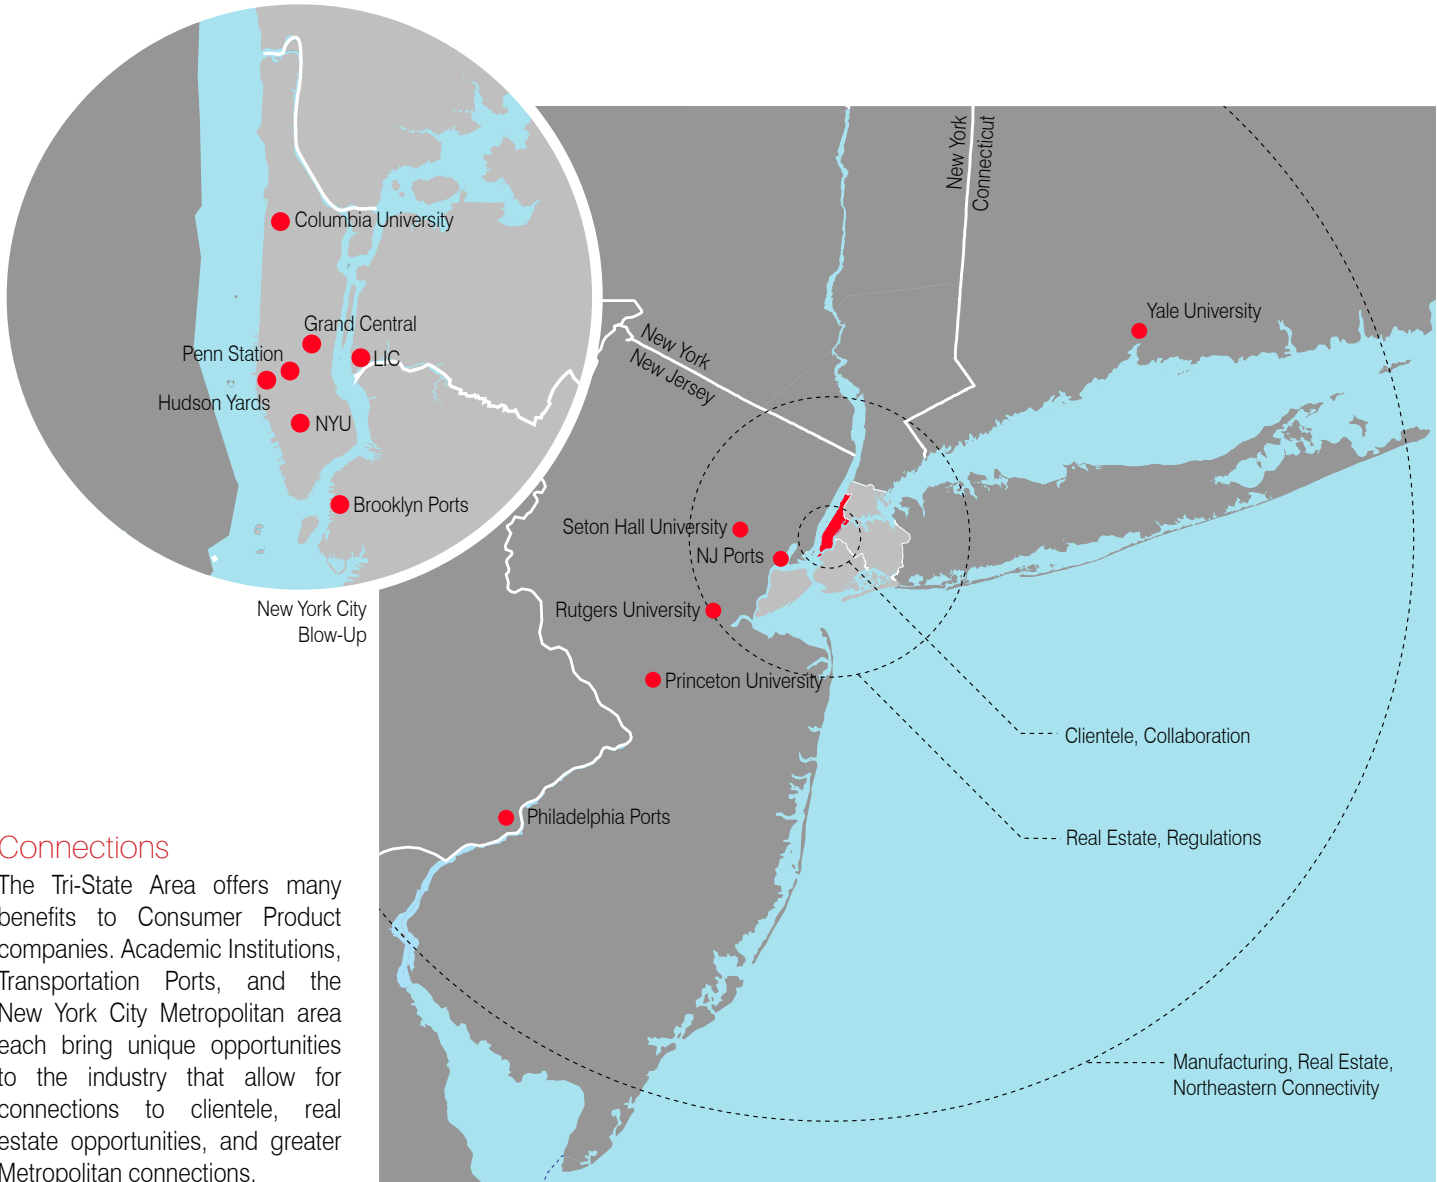 Columbia University
Grand Central
Penn Station
LIC
Hudson Yards
NYU
Brooklyn Ports
New York City
Blow-Up
New York
Connecticut
New York
New Jersey
Yale University
Seton Hall University
NJ Ports
Rutgers University
Princeton University
Philadelphia Ports
Clientele, Collaboration
Real Estate, Regulations
Manufacturing, Real Estate,
Northeastern Connectivity
Connections
The Tri-State Area offers many
benefits to Consumer Product
companies. Academic Institutions,
Transportation Ports, and the
New York City Metropolitan area
each bring unique opportunities
to the industry that allow for
connections to clientele, real
estate opportunities, and greater
Metropolitan connections.